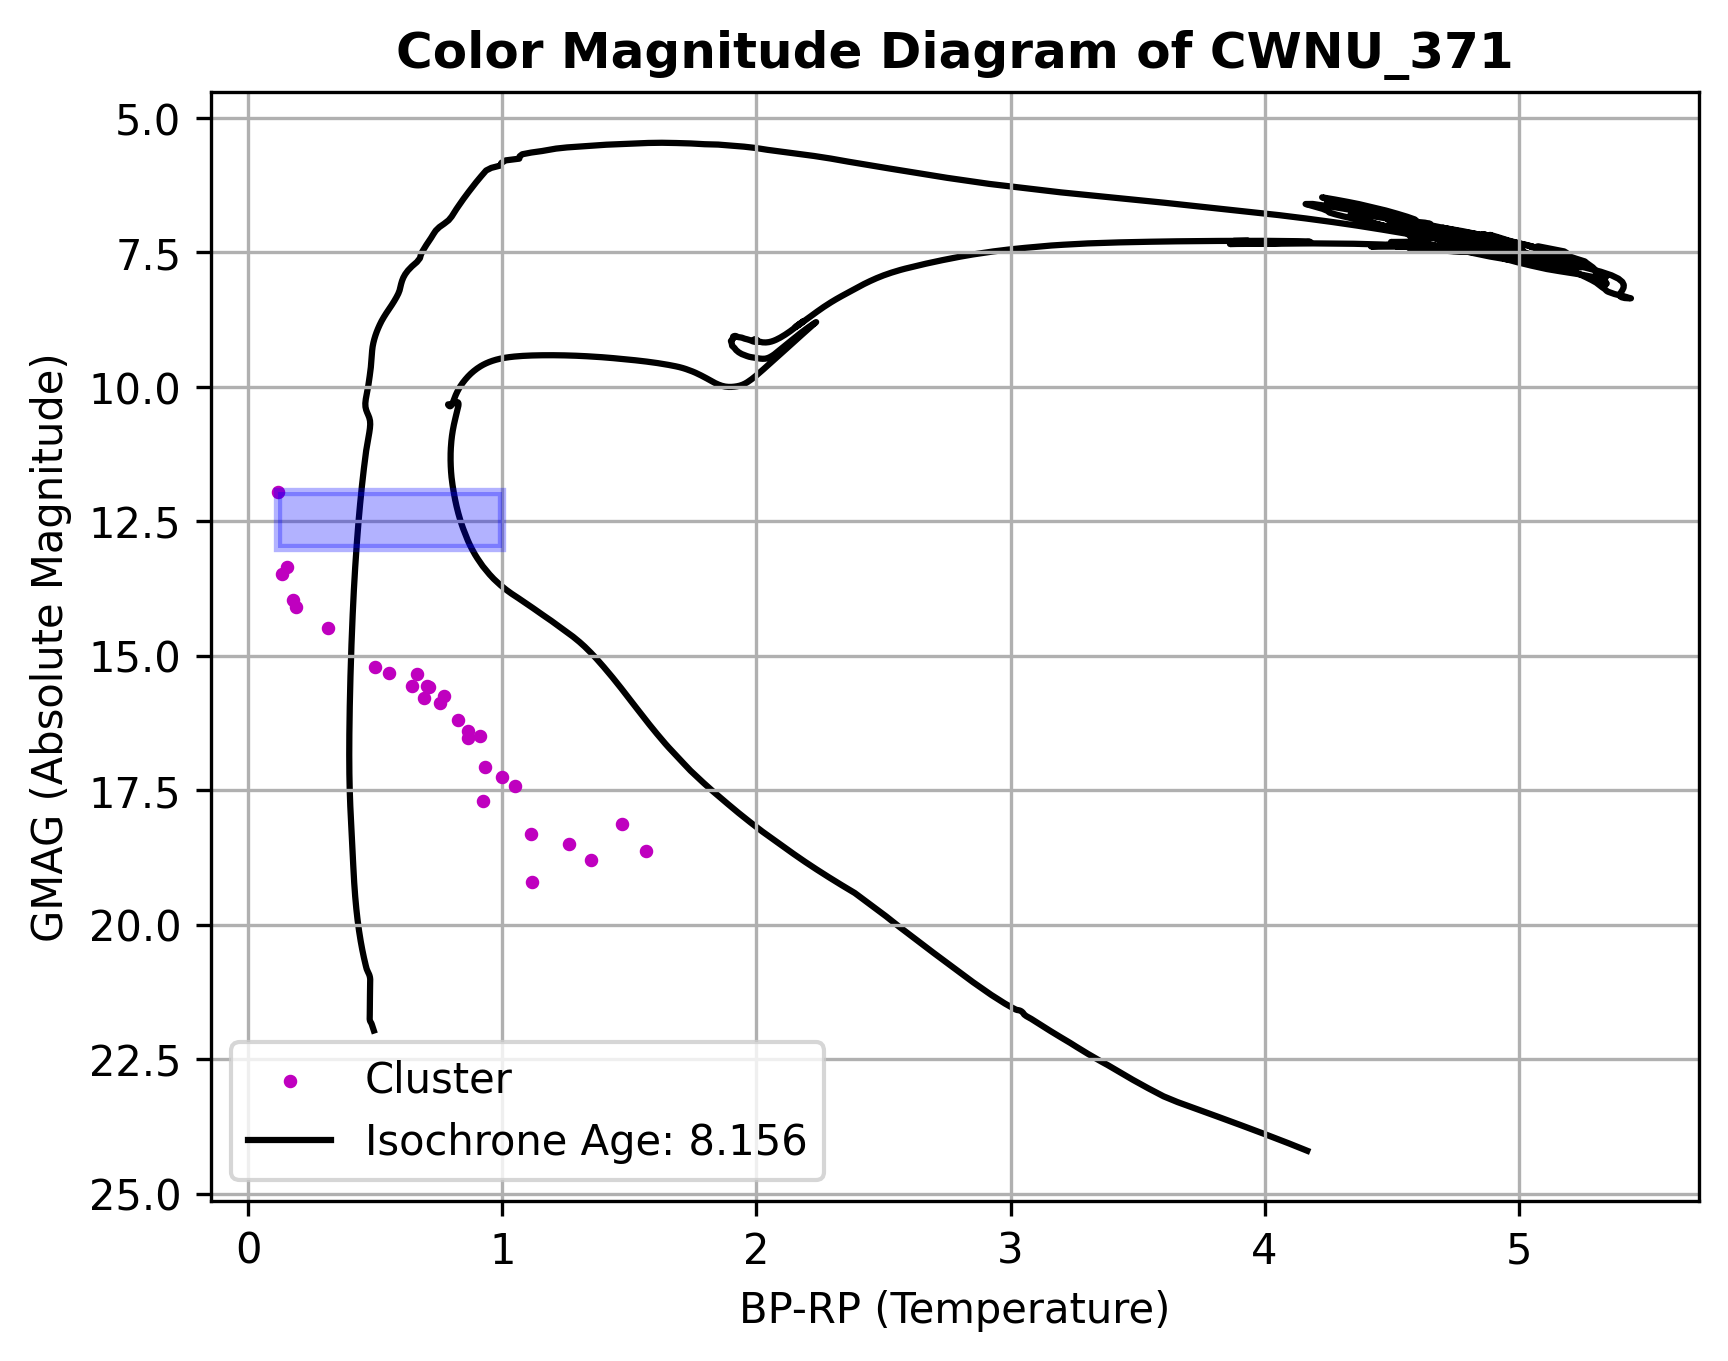 Color Magnitude Diagram of CWNU_371
GMAG (Absolute Magnitude)
5.0
7.5
10.0
12.5
15.0
17.5
20.0
22.5
25.0
Cluster
Isochrone Age: 8.156
0 1 2 3 4 5
BP-RP (Temperature)